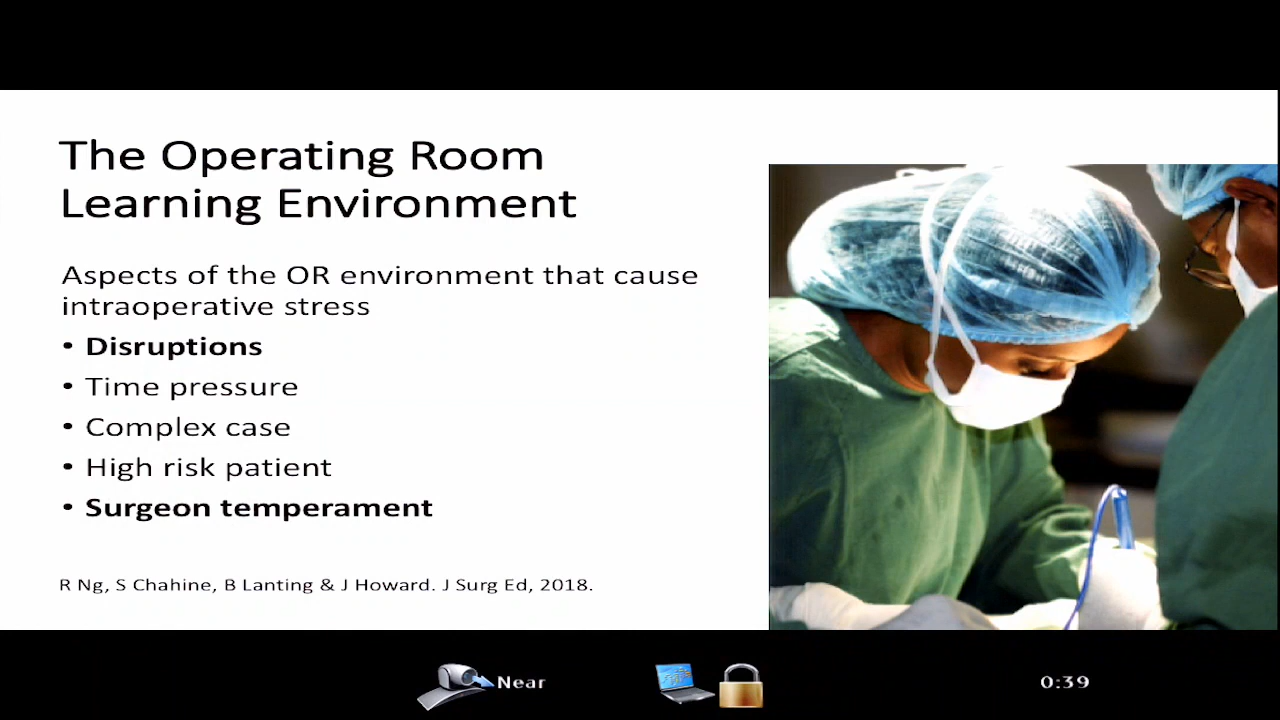 The Operating Room
Learning Environment
Aspects of the OR environment that cause
intraoperative stress
• Disruptions
• Time pressure
• Complex case
• High risk patient
• Surgeon temperament
R Ng, S Chahine, B Lanting & J Howard. J Surg Ed, 2018.
Near
0:39